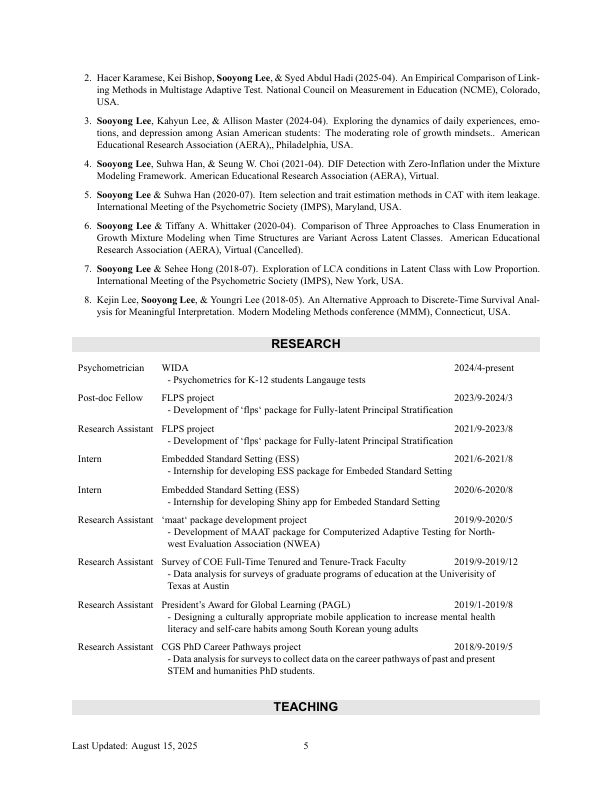 2. Hacer Karamese, Kei Bishop, Sooyong Lee, & Syed Abdul Hadi (2025-04). An Empirical Comparison of Link-
ing Methods in Multistage Adaptive Test. National Council on Measurement in Education (NCME), Colorado,
USA.
3. Sooyong Lee, Kahyun Lee, & Allison Master (2024-04). Exploring the dynamics of daily experiences, emo-
tions, and depression among Asian American students: The moderating role of growth mindsets.. American
Educational Research Association (AERA),, Philadelphia, USA.
4. Sooyong Lee, Suhwa Han, & Seung W. Choi (2021-04). DIF Detection with Zero-Inflation under the Mixture
Modeling Framework. American Educational Research Association (AERA), Virtual.
5. Sooyong Lee & Suhwa Han (2020-07). Item selection and trait estimation methods in CAT with item leakage.
International Meeting of the Psychometric Society (IMPS), Maryland, USA.
6. Sooyong Lee & Tiffany A. Whittaker (2020-04). Comparison of Three Approaches to Class Enumeration in
Growth Mixture Modeling when Time Structures are Variant Across Latent Classes. American Educational
Research Association (AERA), Virtual (Cancelled).
7. Sooyong Lee & Sehee Hong (2018-07). Exploration of LCA conditions in Latent Class with Low Proportion.
International Meeting of the Psychometric Society (IMPS), New York, USA.
8. Kejin Lee, Sooyong Lee, & Youngri Lee (2018-05). An Alternative Approach to Discrete-Time Survival Anal-
ysis for Meaningful Interpretation. Modern Modeling Methods conference (MMM), Connecticut, USA.
RESEARCH
Psychometrician WIDA 2024/4-present
- Psychometrics for K-12 students Langauge tests
Post-doc Fellow FLPS project 2023/9-2024/3
- Development of ‘flps‘ package for Fully-latent Principal Stratification
Research Assistant FLPS project 2021/9-2023/8
- Development of ‘flps‘ package for Fully-latent Principal Stratification
Intern Embedded Standard Setting (ESS) 2021/6-2021/8
- Internship for developing ESS package for Embeded Standard Setting
Intern Embedded Standard Setting (ESS) 2020/6-2020/8
- Internship for developing Shiny app for Embeded Standard Setting
Research Assistant ‘maat‘ package development project 2019/9-2020/5
- Development of MAAT package for Computerized Adaptive Testing for North-
west Evaluation Association (NWEA)
Research Assistant Survey of COE Full-Time Tenured and Tenure-Track Faculty 2019/9-2019/12
- Data analysis for surveys of graduate programs of education at the Univerisity of
Texas at Austin
Research Assistant President’s Award for Global Learning (PAGL) 2019/1-2019/8
- Designing a culturally appropriate mobile application to increase mental health
literacy and self-care habits among South Korean young adults
Research Assistant CGS PhD Career Pathways project 2018/9-2019/5
- Data analysis for surveys to collect data on the career pathways of past and present
STEM and humanities PhD students.
TEACHING
Last Updated: August 15, 2025 5